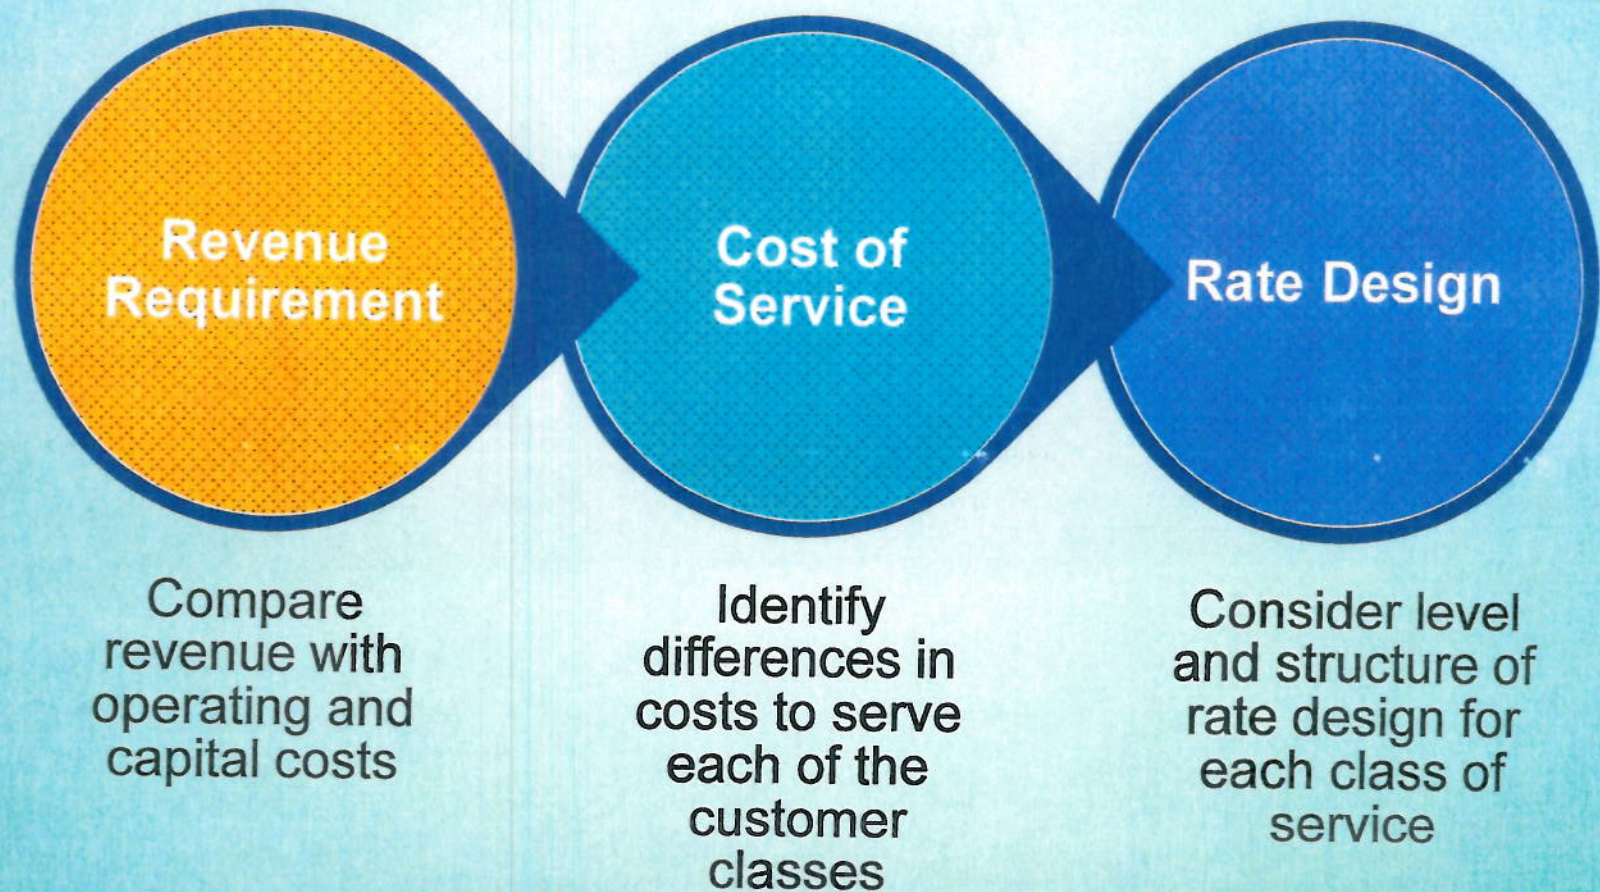 Revenue
Requirement
Compare
revenue with
operating and
capital costs
Cost of
Service
Identify
differences in
costs to serve
each of the
customer
classes
Rate Design
Consider level
and structure of
rate design for
each class of
service